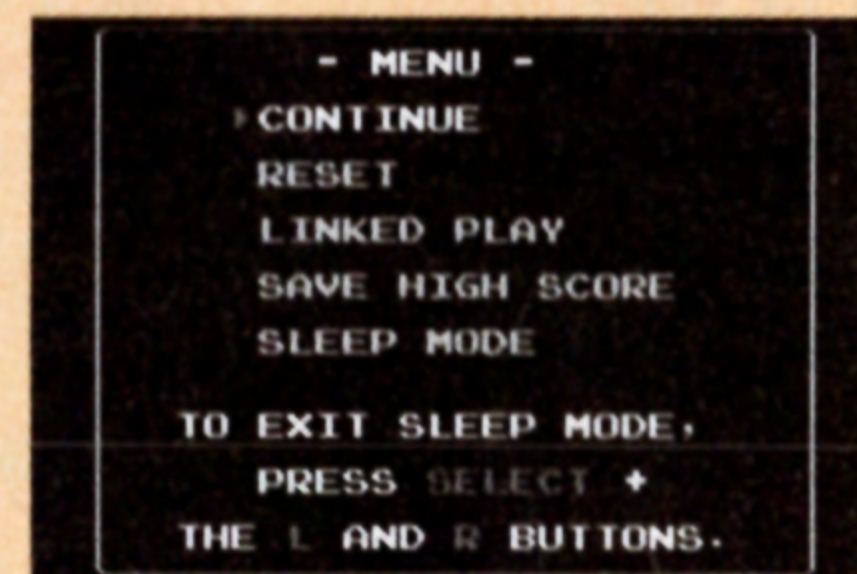 - MENU -
CONTINUE
RESET
LINKED PLAY
SAVE HIGH SCORE
SLEEP MODE
TO EXIT SLEEP MODE,
PRESS SELECT +
THE L AND R BUTTONS.